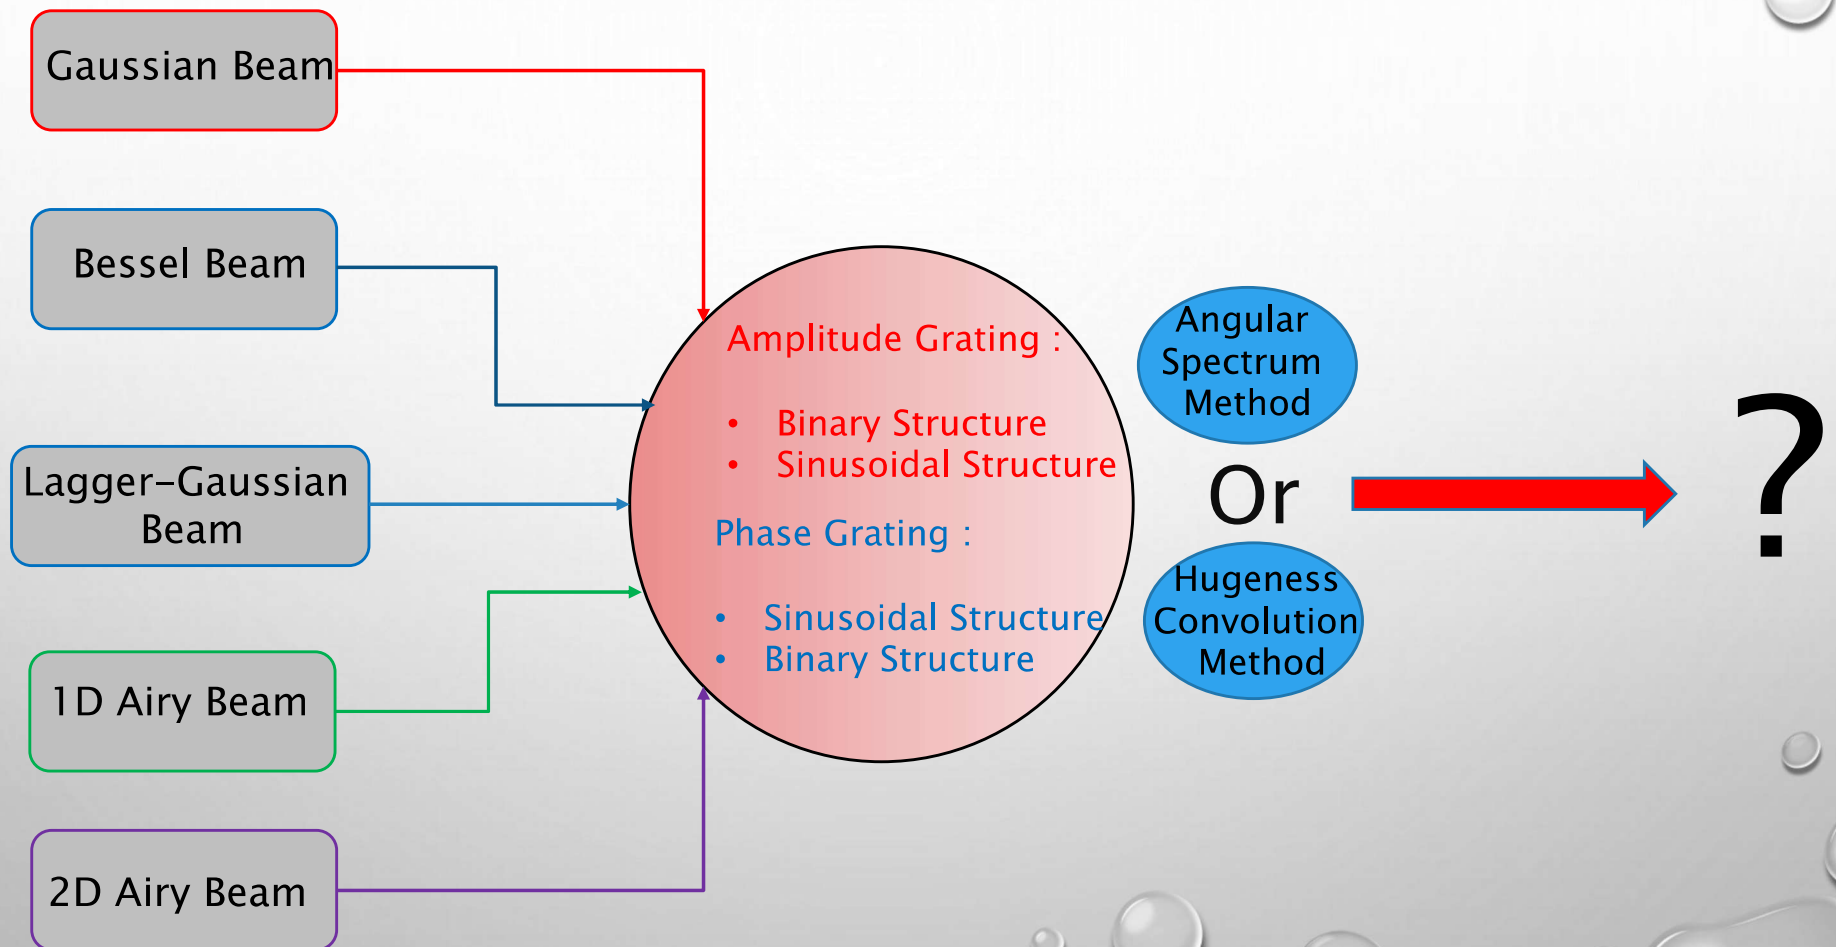 Gaussian Beam
Bessel Beam
Lagger-Gaussian
Beam
1D Airy Beam
2D Airy Beam
Amplitude Grating :
• Binary Structure
• Sinusoidal Structure
Phase Grating :
• Sinusoidal Structure
• Binary Structure
Angular
Spectrum
Method
Or
Hugeness
Convolution
Method
?